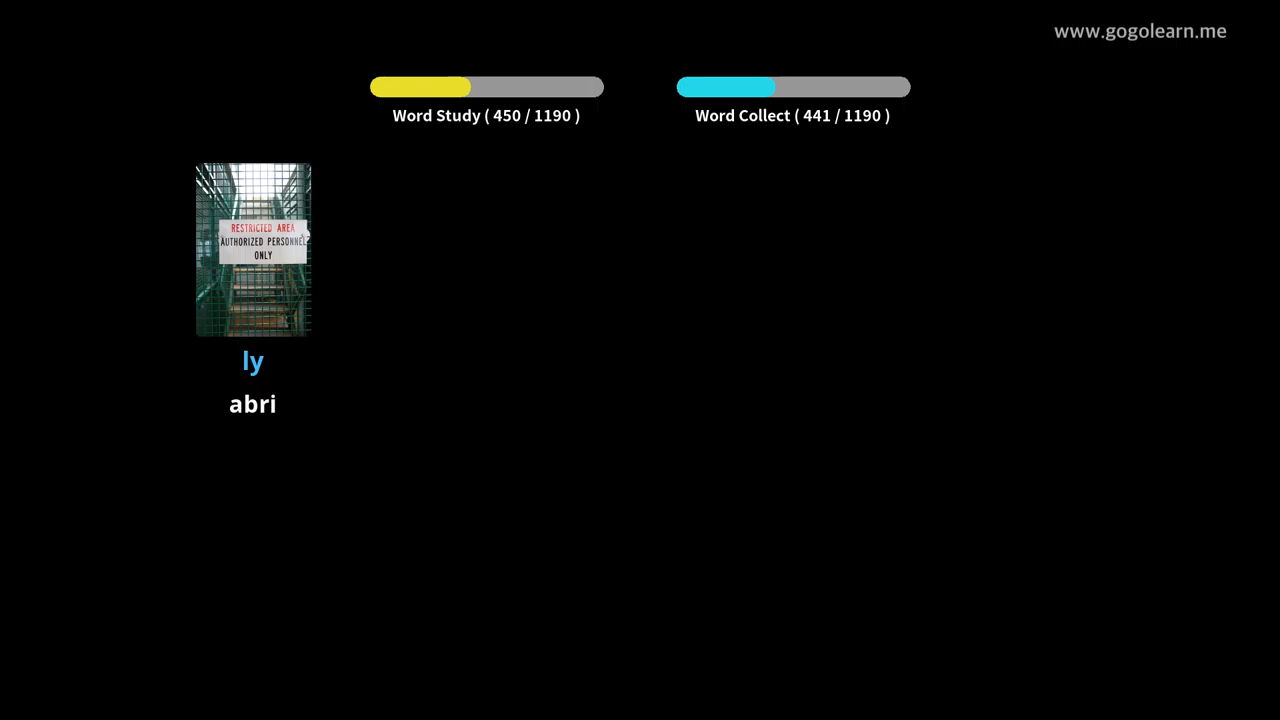 www.gogolearn.me
Word Study ( 450 / 1190 )
Word Collect ( 441 / 1190 )
RESTRICTED AREA
AUTHORIZED PERSONNEL
ONLY
ly
abri